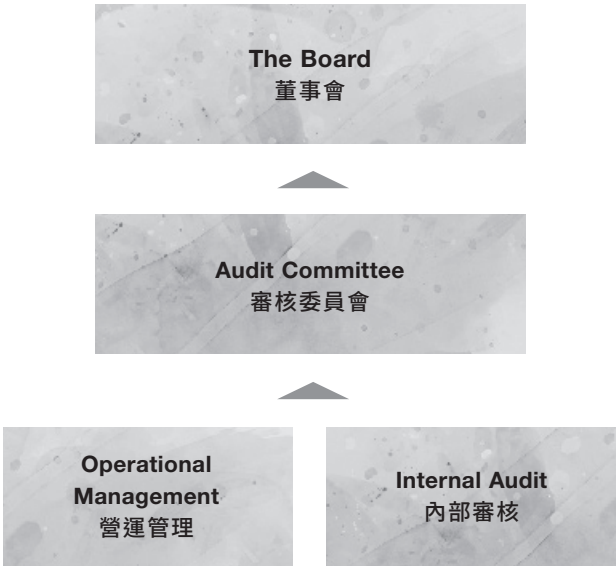 The Board
董事會
Audit Committee
審核委員會
Operational
Management
營運管理
Internal Audit
內部審核